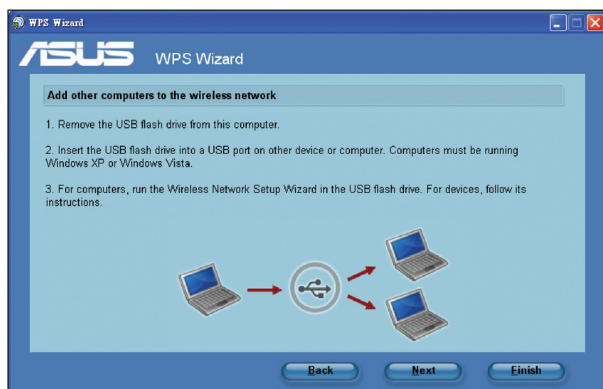 WPS Wizard
ASUS WPS Wizard
Add other computers to the wireless network
1. Remove the USB flash drive from this computer.
2. Insert the USB flash drive into a USB port on other device or computer. Computers must be running
Windows XP or Windows Vista.
3. For computers, run the Wireless Network Setup Wizard in the USB flash drive. For devices, follow its
instructions.
Back Next Finish